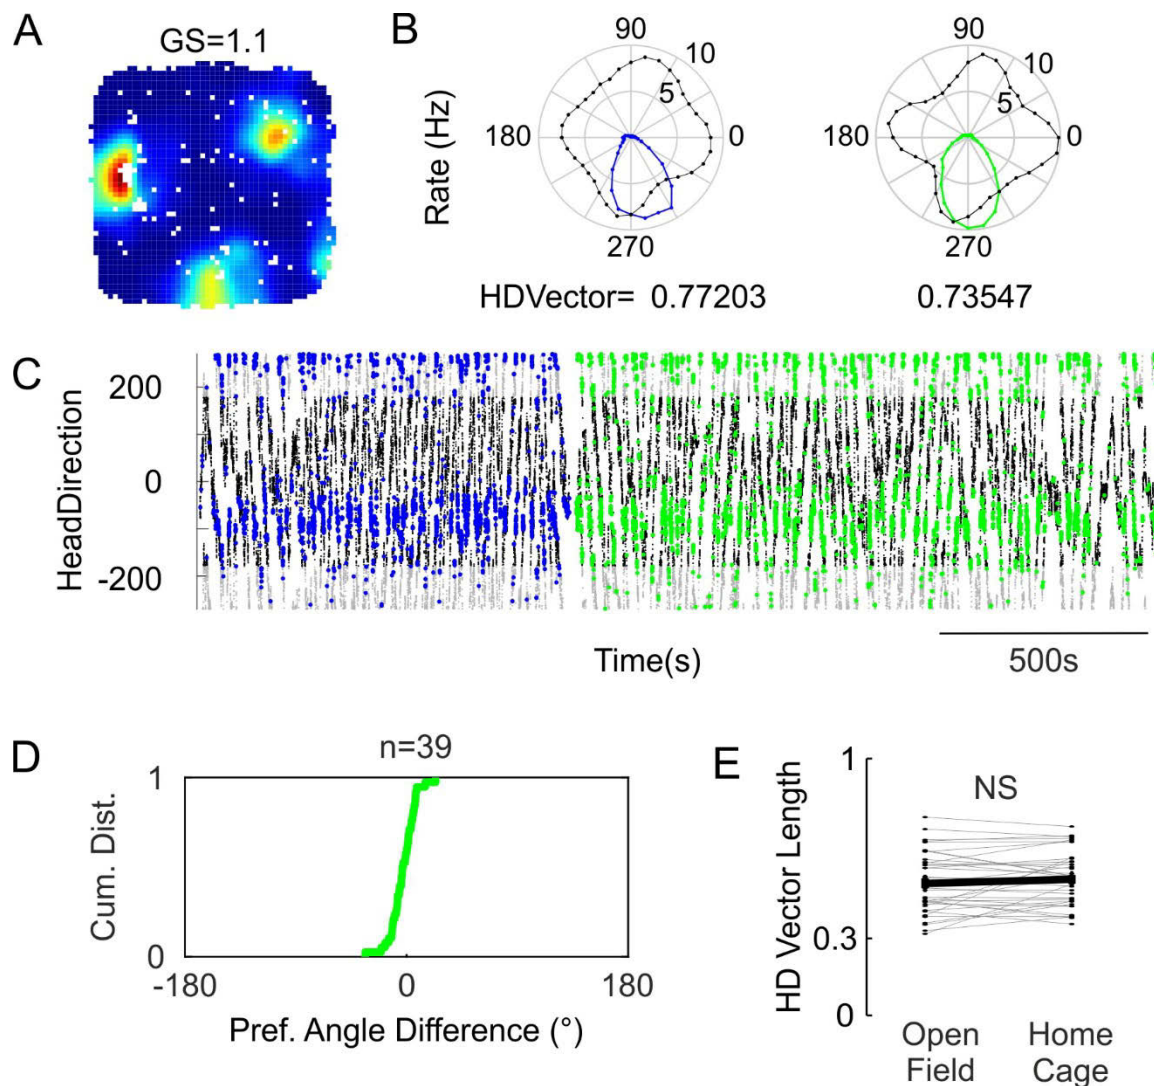 A
GS=1.1
B
Rate (Hz)
90
10
5
180
0
270
90
10
5
180
0
270
HDVector= 0.77203
0.73547
C
HeadDirection
200
0
-200
Time(s)
500s
D
n=39
Cum. Dist.
1
0
-180
0
180
Pref. Angle Difference (°)
E
HD Vector Length
1
NS
0.3
0
Open
Field
Home
Cage